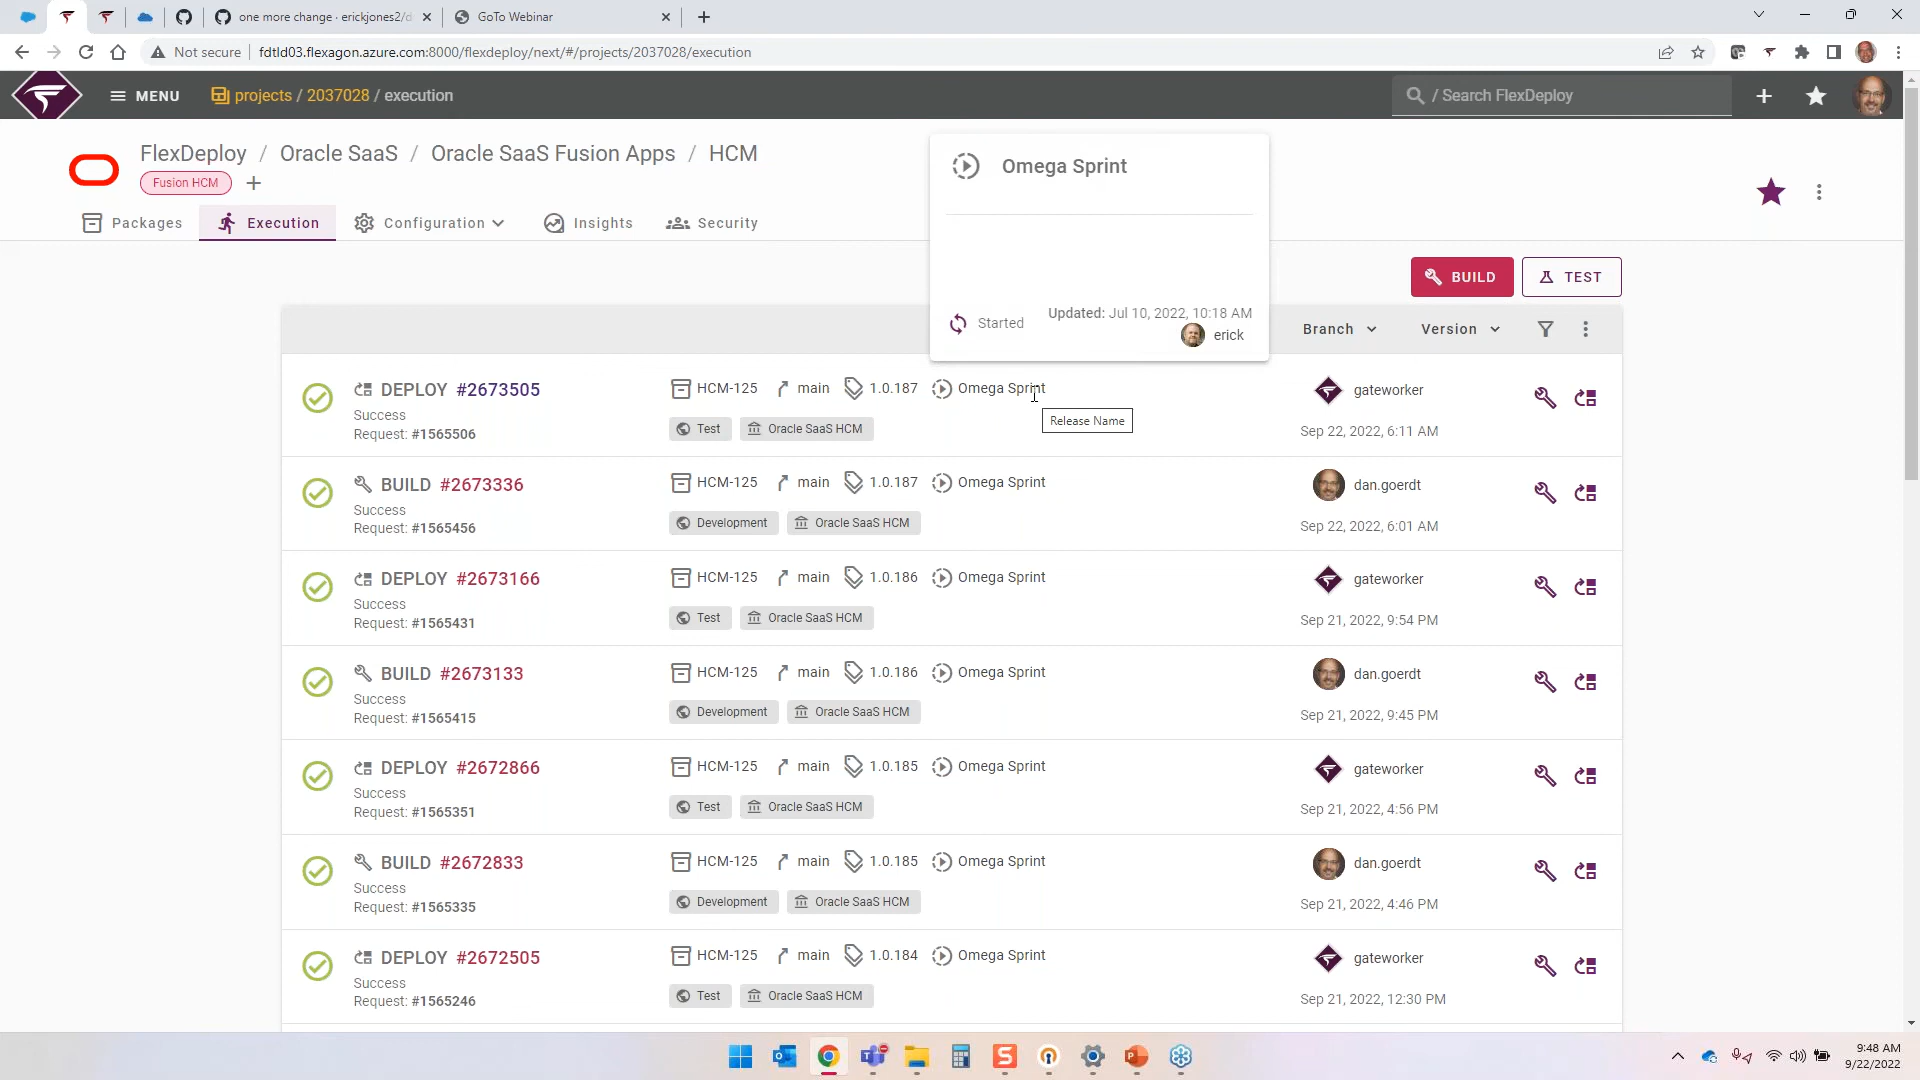 one more change · erickjones2/d
GoTo Webinar
Not secure
fdtld03.flexagon.azure.com:8000/flexdeploy/next/#/projects/2037028/execution
MENU
projects / 2037028 / execution
/ Search FlexDeploy
FlexDeploy / Oracle SaaS / Oracle SaaS Fusion Apps / HCM
Fusion HCM
Packages
Execution
Configuration
Insights
Security
Omega Sprint
Started
Updated: Jul 10, 2022, 10:18 AM
erick
BUILD
TEST
Branch
Version
DEPLOY #2673505
Success
Request: #1565506
HCM-125 main 1.0.187 Omega Sprint
Test Oracle SaaS HCM
Release Name
gateworker
Sep 22, 2022, 6:11 AM
BUILD #2673336
Success
Request: #1565456
HCM-125 main 1.0.187 Omega Sprint
Development Oracle SaaS HCM
dan.goerdt
Sep 22, 2022, 6:01 AM
DEPLOY #2673166
Success
Request: #1565431
HCM-125 main 1.0.186 Omega Sprint
Test Oracle SaaS HCM
gateworker
Sep 21, 2022, 9:54 PM
BUILD #2673133
Success
Request: #1565415
HCM-125 main 1.0.186 Omega Sprint
Development Oracle SaaS HCM
dan.goerdt
Sep 21, 2022, 9:45 PM
DEPLOY #2672866
Success
Request: #1565351
HCM-125 main 1.0.185 Omega Sprint
Test Oracle SaaS HCM
gateworker
Sep 21, 2022, 4:56 PM
BUILD #2672833
Success
Request: #1565335
HCM-125 main 1.0.185 Omega Sprint
Development Oracle SaaS HCM
dan.goerdt
Sep 21, 2022, 4:46 PM
DEPLOY #2672505
Success
Request: #1565246
HCM-125 main 1.0.184 Omega Sprint
Test Oracle SaaS HCM
gateworker
Sep 21, 2022, 12:30 PM
9:48 AM
9/22/2022